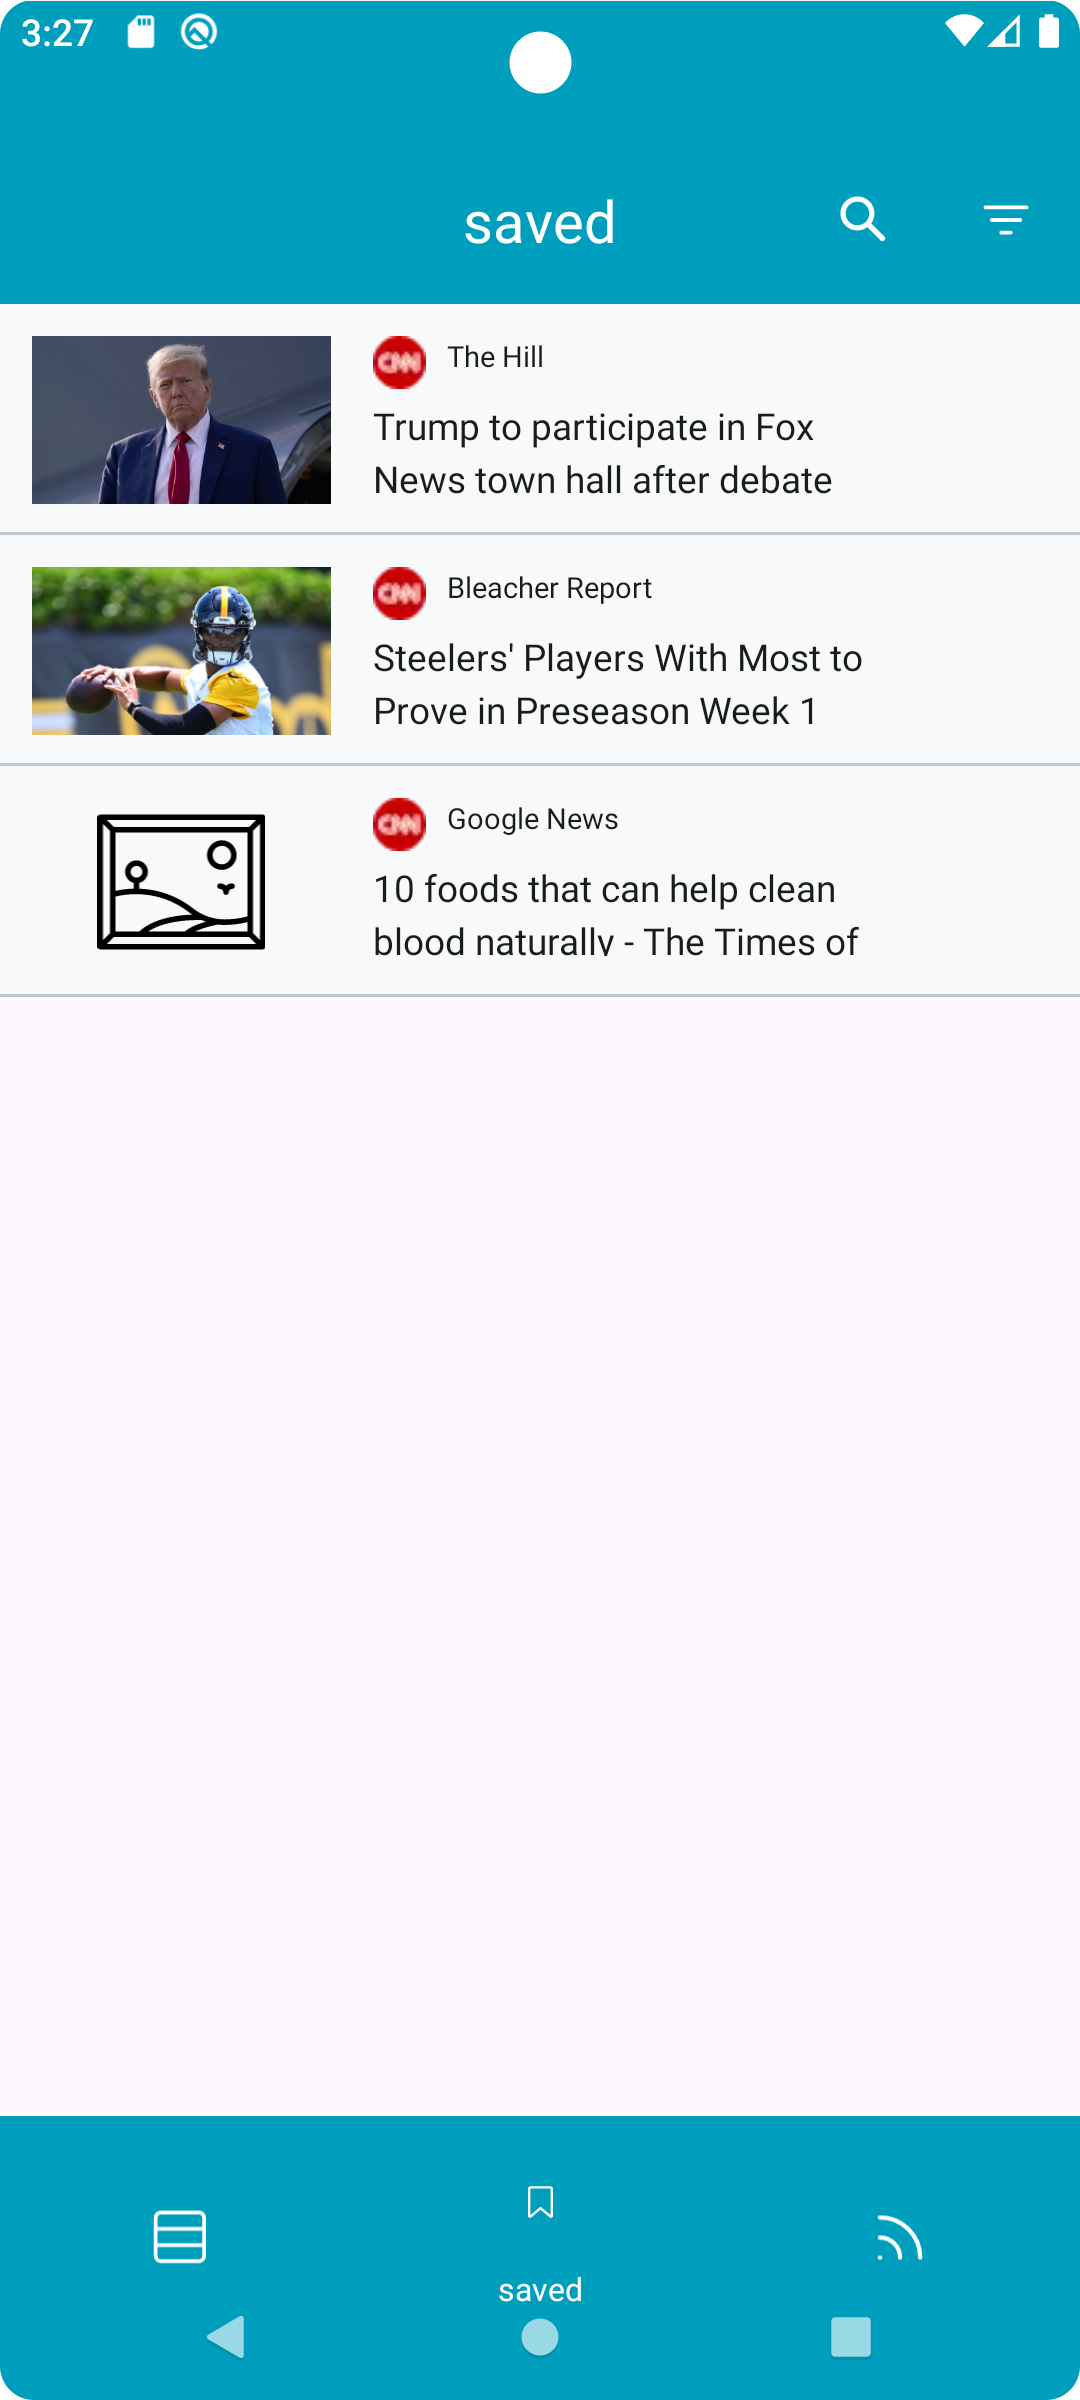 3:27
saved
CNN The Hill
Trump to participate in Fox
News town hall after debate
CNN Bleacher Report
Steelers' Players With Most to
Prove in Preseason Week 1
CNN Google News
10 foods that can help clean
blood naturally - The Times of
saved